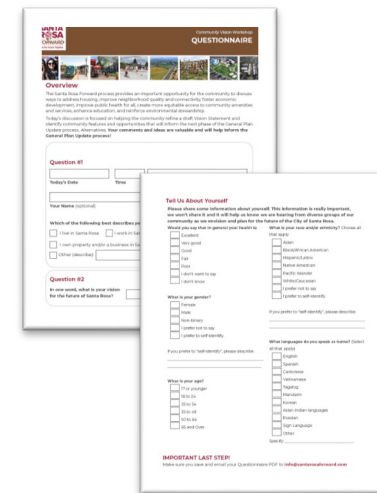 SANTA
ROSA
FORWARD
Community Vision Workshop
QUESTIONNAIRE
Overview
The Santa Rosa Forward process provides an important opportunity for the community to discuss
ways to address housing, improve neighborhood quality and connectivity, foster economic
development, improve public health for all, create more equitable access to community amenities
and services, enhance education, and reinforce environmental stewardship.
Today's discussion is focused on helping the community refine a draft Vision Statement and
identify community features and opportunities that will inform the next phase of the General Plan
Update process, Alternatives. Your comments and ideas are valuable and will help inform the
General Plan Update process!
Question #1
Today's Date
Time
Your Name (optional)
Which of the following best describes yo
I live in Santa Rosa
I work in Sa
I own property and/or a business in Sa
Other (describe)
Question #2
In one word, what is your vision
for the future of Santa Rosa?
Tell Us About Yourself
Please share some information about yourself. This information is really important,
we won't share it and it will help us know we are hearing from diverse groups of our
community as we envision and plan for the future of the City of Santa Rosa.
Would you say that in general your health is:
Excellent
Very good
Good
Fair
Poor
I don't want to say
I don't know
What is your gender?
Female
Male
Non-binary
I prefer not to say
I prefer to self-identify
If you prefer to "self-identify", please describe:
What is your age?
17 or younger
18 to 24
25 to 34
35 to 49
50 to 64
65 and Over
What is your race and/or ethnicity? Choose all
that apply
Asian
Black/African American
Hispanic/Latinx
Native American
Pacific Islander
White/Caucasian
I prefer not to say
I prefer to self-identify
If you prefer to "self-identify", please describe:
What languages do you speak at home? (Select
all that apply)
English
Spanish
Cantonese
Vietnamese
Tagalog
Mandarin
Korean
Asian Indian languages
Russian
Sign Language
Other
Specify
IMPORTANT LAST STEP!
Make sure you save and email your Questionnaire PDF to info@santarosaforward.com